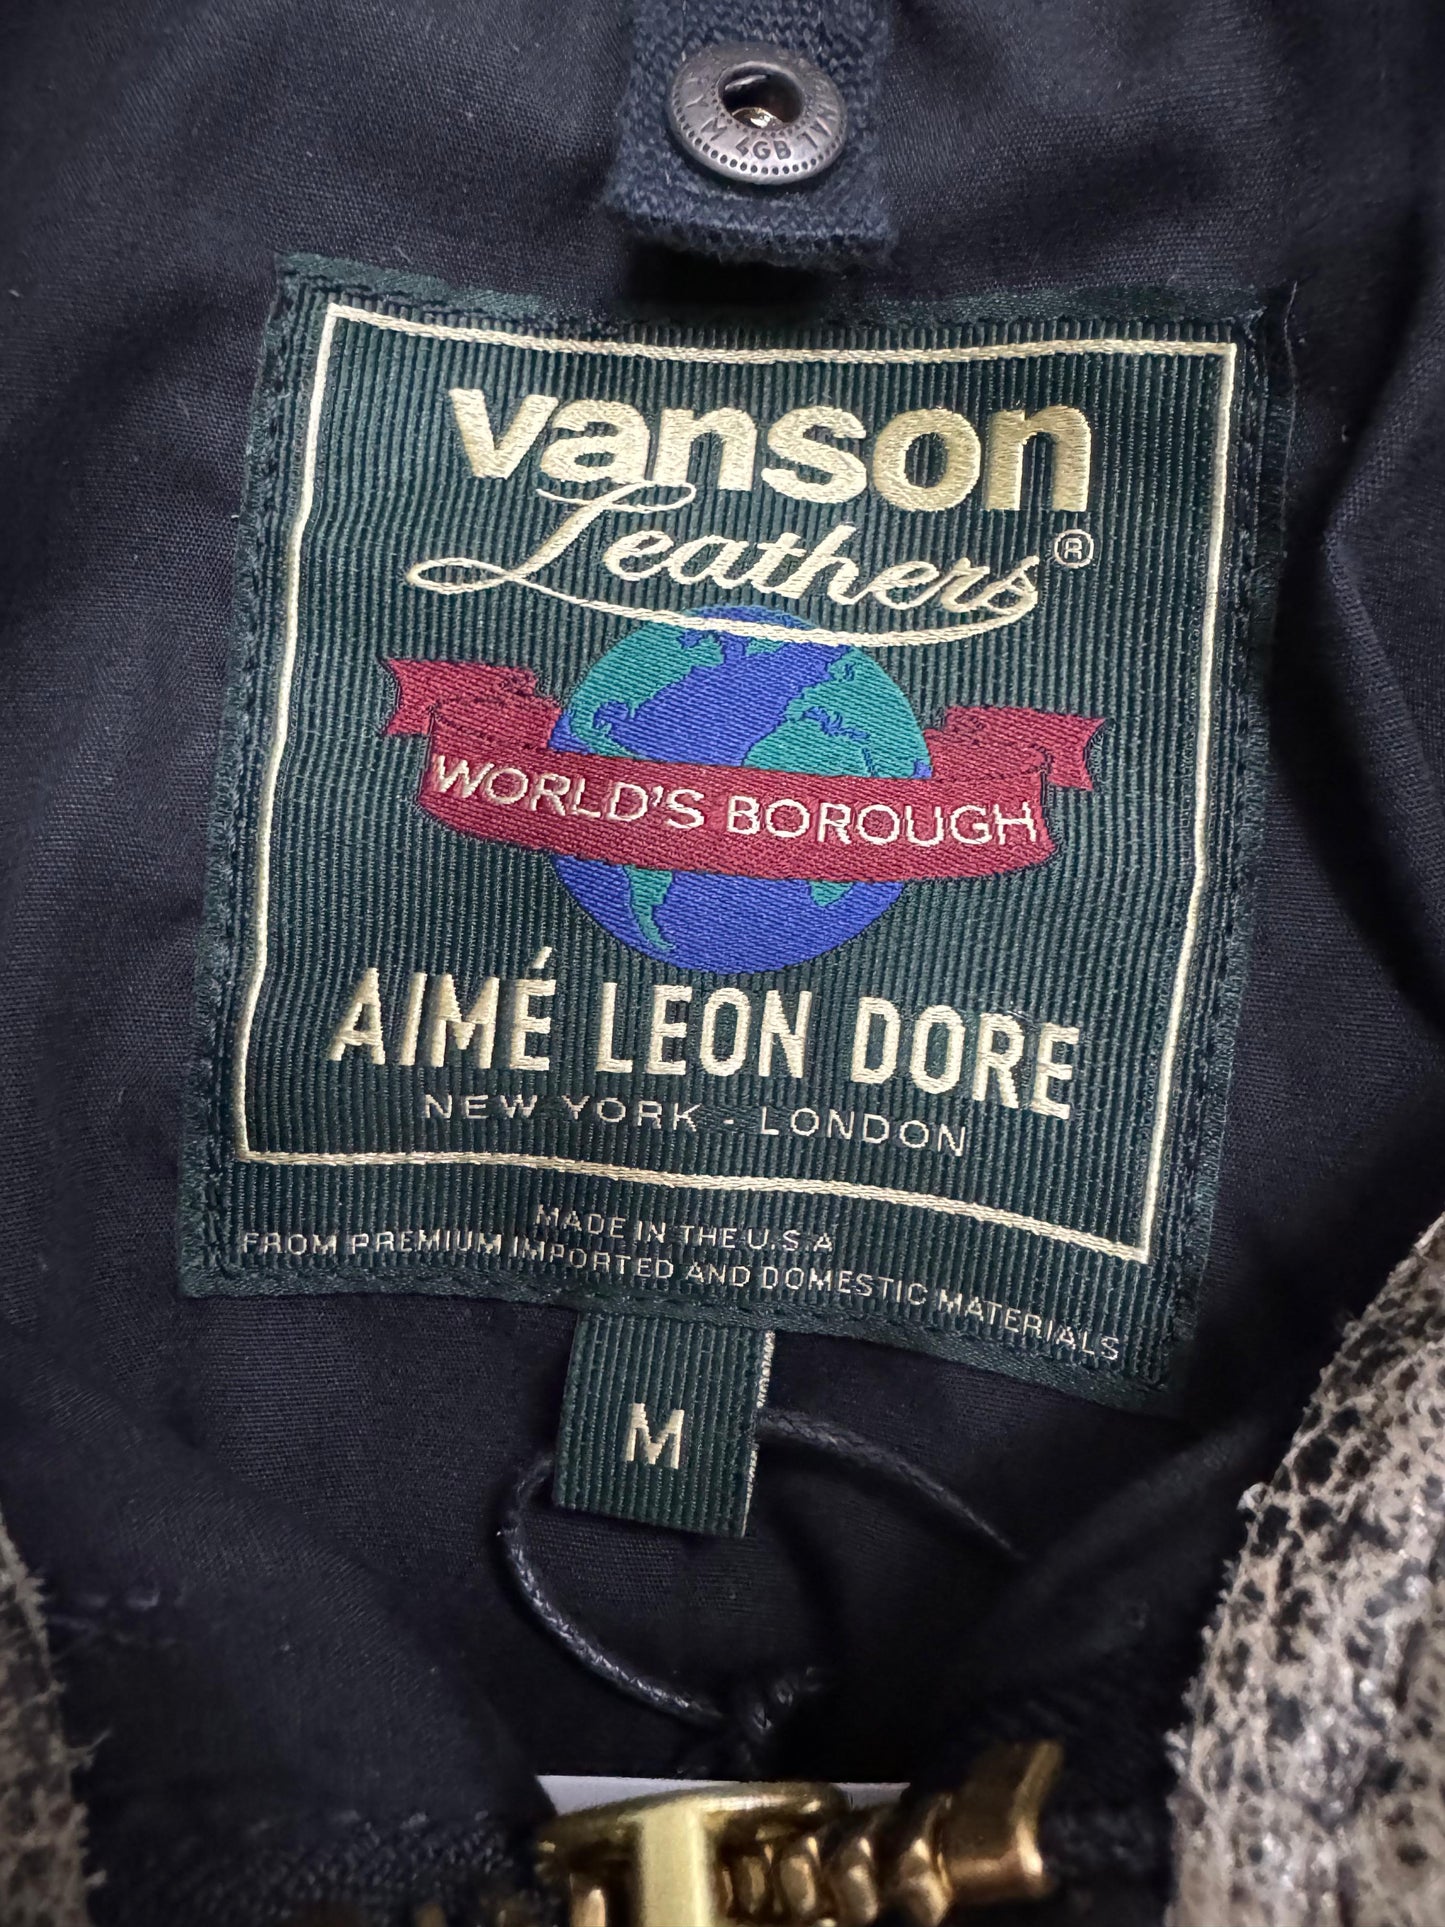 4GB
vanson
Leathers®
WORLD'S BOROUGH
AIMÉ LEON DORE
NEW YORK - LONDON
MADE IN THE U.S.A
FROM PREMIUM IMPORTED AND DOMESTIC MATERIALS
M